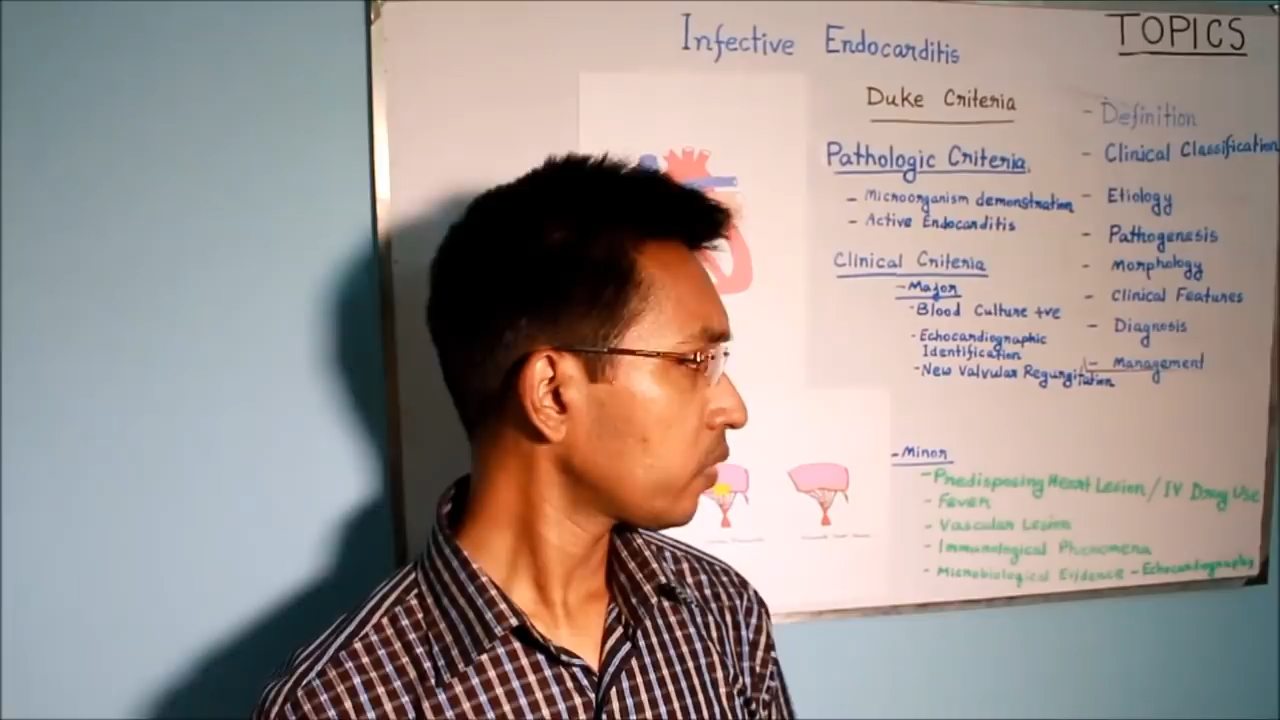 Infective Endocarditis
Duke Criteria
Pathologic Criteria
- Microorganism demonstration
- Active Endocarditis
Clinical Criteria
- Major
- Blood Culture +ve
- Echocardiographic
Identification
- New Valvular Regurgitation
- Minor
- Predisposing Heart Lesion / IV Drug Use
- Fever
- Vascular Lesion
- Immunological Phenomena
- Microbiological Evidence - Echocardiography
TOPICS
- Definition
- Clinical Classification
- Etiology
- Pathogenesis
- Morphology
- Clinical Features
- Diagnosis
- Management